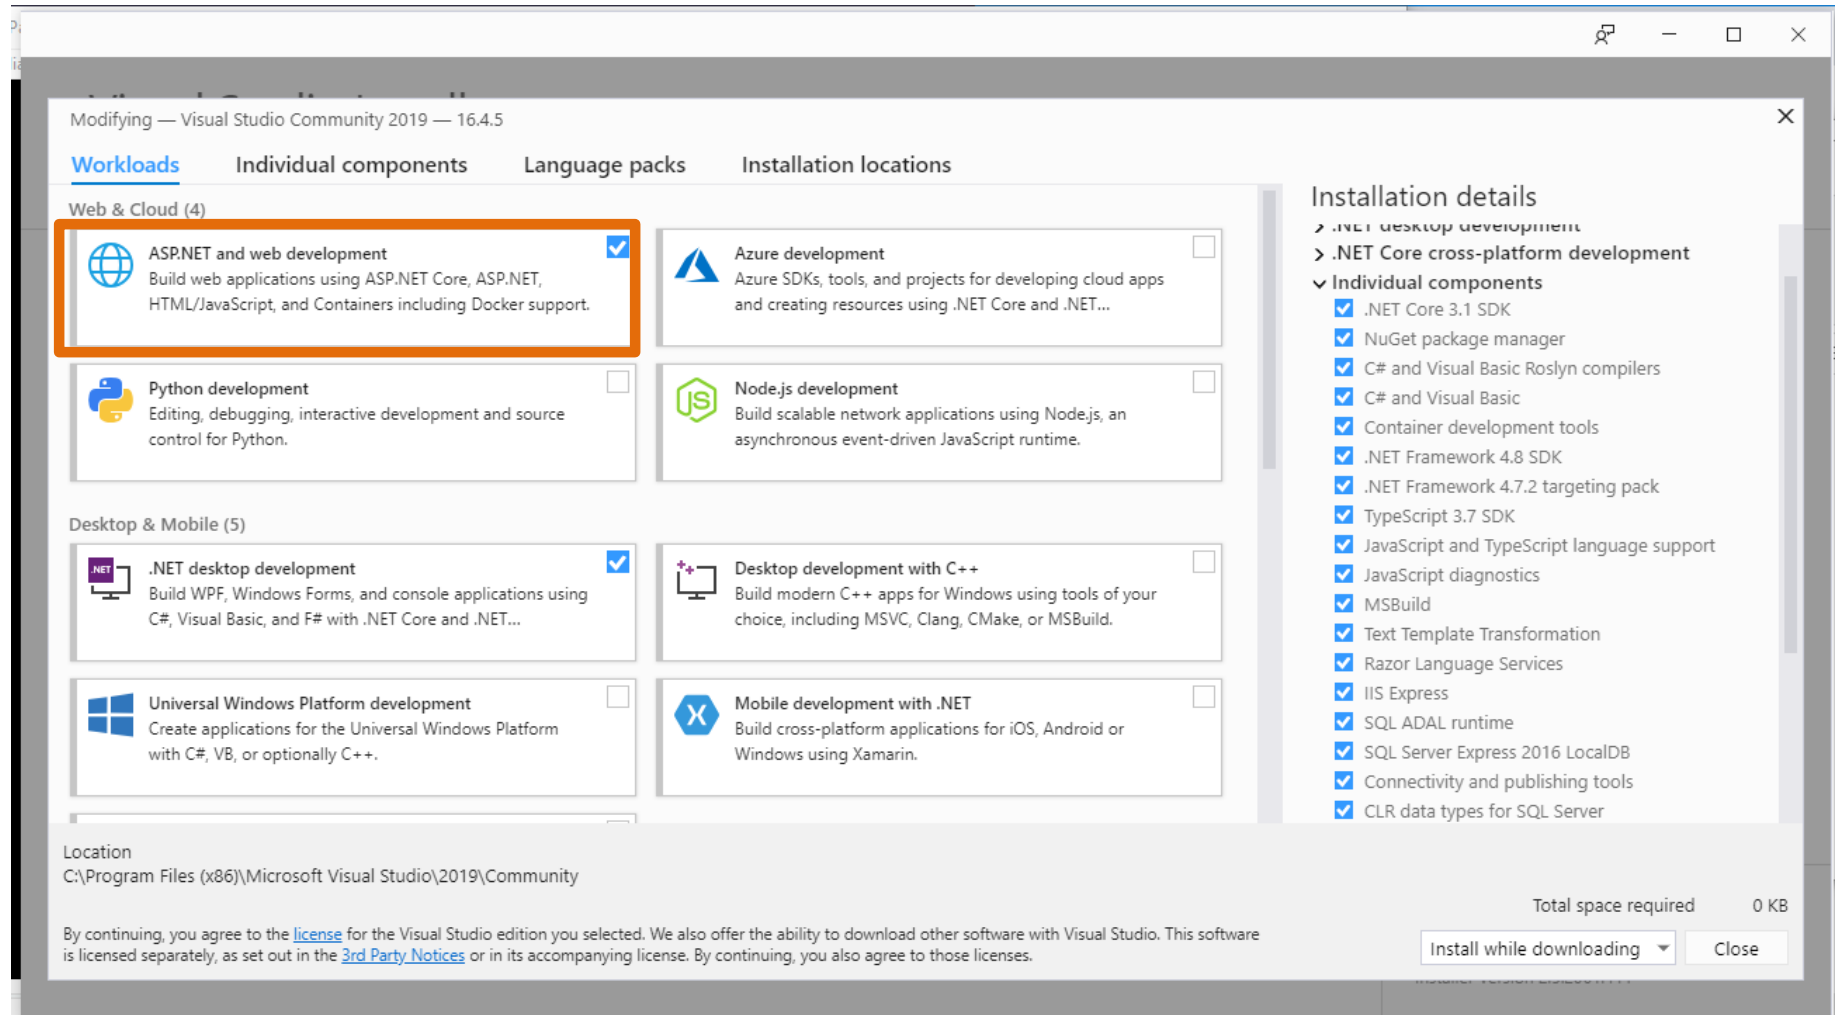 Modifying — Visual Studio Community 2019 — 16.4.5
Workloads
Individual components
Language packs
Installation locations
Web & Cloud (4)
ASP.NET and web development
Build web applications using ASP.NET Core, ASP.NET,
HTML/JavaScript, and Containers including Docker support.
Azure development
Azure SDKs, tools, and projects for developing cloud apps
and creating resources using .NET Core and .NET...
Python development
Editing, debugging, interactive development and source
control for Python.
Node.js development
Build scalable network applications using Node.js, an
asynchronous event-driven JavaScript runtime.
JS
Desktop & Mobile (5)
.NET
.NET desktop development
Build WPF, Windows Forms, and console applications using
C#, Visual Basic, and F# with .NET Core and .NET...
Desktop development with C++
Build modern C++ apps for Windows using tools of your
choice, including MSVC, Clang, CMake, or MSBuild.
Universal Windows Platform development
Create applications for the Universal Windows Platform
with C#, VB, or optionally C++.
Mobile development with .NET
Build cross-platform applications for iOS, Android or
Windows using Xamarin.
Installation details
.NET desktop development
.NET Core cross-platform development
Individual components
.NET Core 3.1 SDK
NuGet package manager
C# and Visual Basic Roslyn compilers
C# and Visual Basic
Container development tools
.NET Framework 4.8 SDK
.NET Framework 4.7.2 targeting pack
TypeScript 3.7 SDK
JavaScript and TypeScript language support
JavaScript diagnostics
MSBuild
Text Template Transformation
Razor Language Services
IIS Express
SQL ADAL runtime
SQL Server Express 2016 LocalDB
Connectivity and publishing tools
CLR data types for SQL Server
Location
C:\Program Files (x86)\Microsoft Visual Studio\2019\Community
Total space required 0 KB
By continuing, you agree to the license for the Visual Studio edition you selected. We also offer the ability to download other software with Visual Studio. This software
is licensed separately, as set out in the 3rd Party Notices or in its accompanying license. By continuing, you also agree to those licenses.
Install while downloading
Close